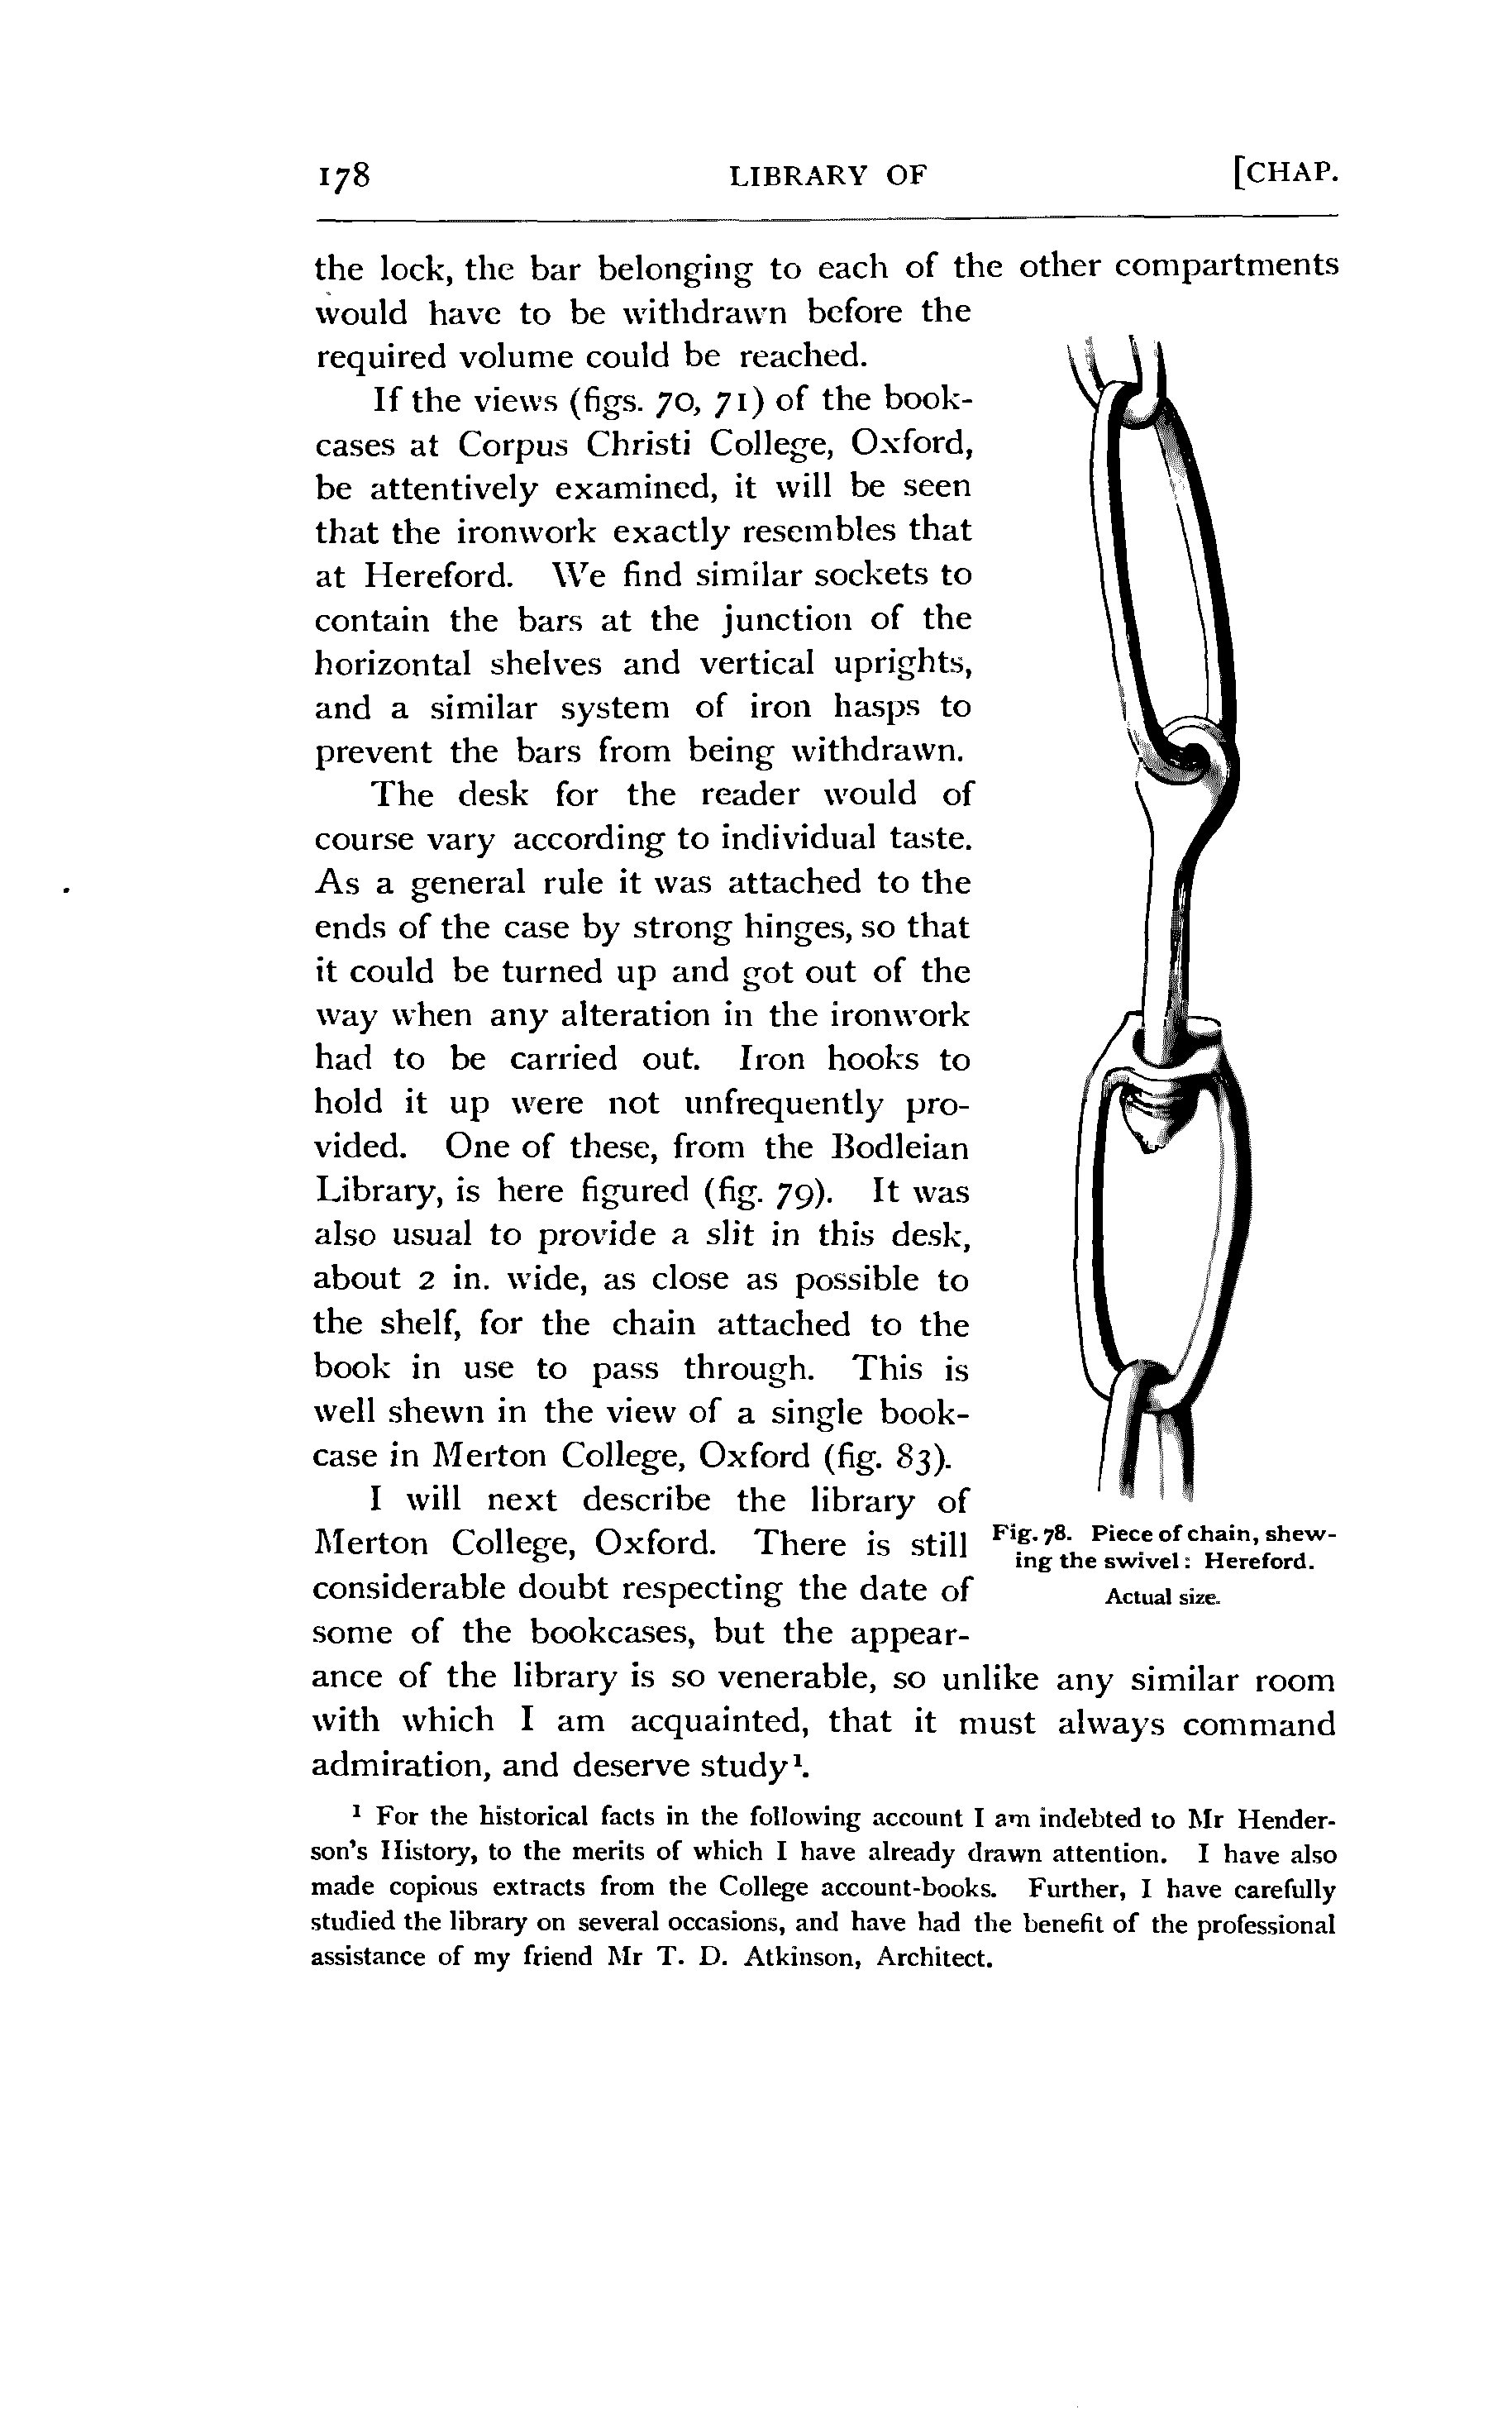 178 LIBRARY OF [CHAP.
the lock, the bar belonging to each of the other compartments
would have to be withdrawn before the
required volume could be reached.
If the views (figs. 70, 71) of the book-
cases at Corpus Christi College, Oxford,
be attentively examined, it will be seen
that the ironwork exactly resembles that
at Hereford. We find similar sockets to
contain the bars at the junction of the
horizontal shelves and vertical uprights,
and a similar system of iron hasps to
prevent the bars from being withdrawn.
The desk for the reader would of
course vary according to individual taste.
As a general rule it was attached to the
ends of the case by strong hinges, so that
it could be turned up and got out of the
way when any alteration in the ironwork
had to be carried out. Iron hooks to
hold it up were not unfrequently pro-
vided. One of these, from the Bodleian
Library, is here figured (fig. 79). It was
also usual to provide a slit in this desk,
about 2 in. wide, as close as possible to
the shelf, for the chain attached to the
book in use to pass through. This is
well shewn in the view of a single book-
case in Merton College, Oxford (fig. 83).
I will next describe the library of
Merton College, Oxford. There is still
considerable doubt respecting the date of
some of the bookcases, but the appear-
ance of the library is so venerable, so unlike any similar room
with which I am acquainted, that it must always command
admiration, and deserve study¹.
Fig. 78. Piece of chain, shew-
ing the swivel: Hereford.
Actual size.
¹ For the historical facts in the following account I am indebted to Mr Hender-
son's History, to the merits of which I have already drawn attention. I have also
made copious extracts from the College account-books. Further, I have carefully
studied the library on several occasions, and have had the benefit of the professional
assistance of my friend Mr T. D. Atkinson, Architect.